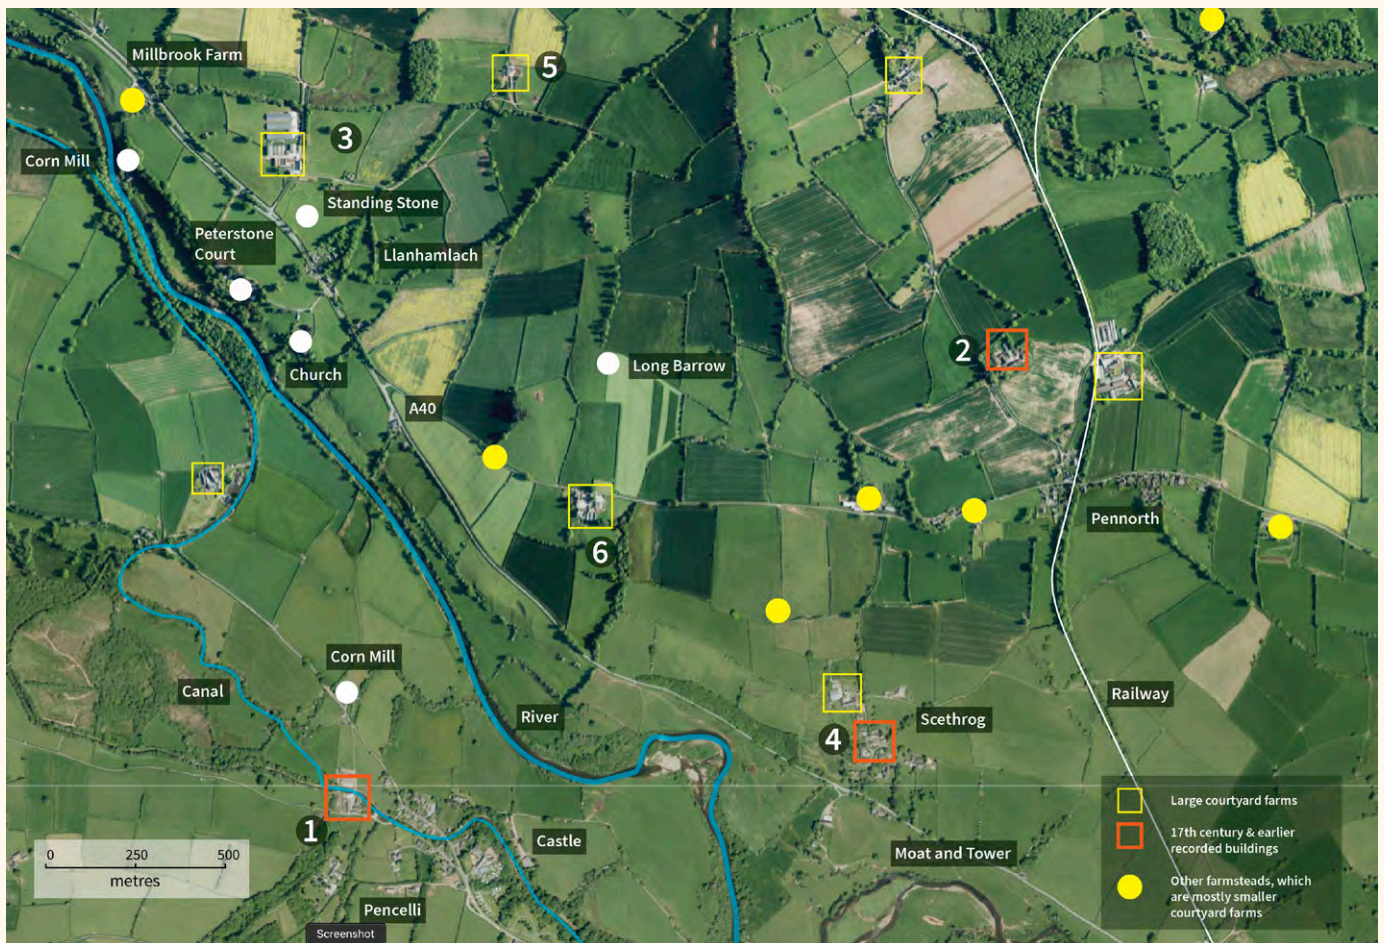 Millbrook Farm
5
3
Corn Mill
Standing Stone
Peterstone
Court
Llanhamlach
2
Long Barrow
Church
A40
Pennorth
6
Corn Mill
Canal
Railway
River
Scethrog
4
1
Castle
Moat and Tower
Pencelli
Screenshot
0 250 500
metres
Large courtyard farms
17th century & earlier
recorded buildings
Other farmsteads, which
are mostly smaller
courtyard farms